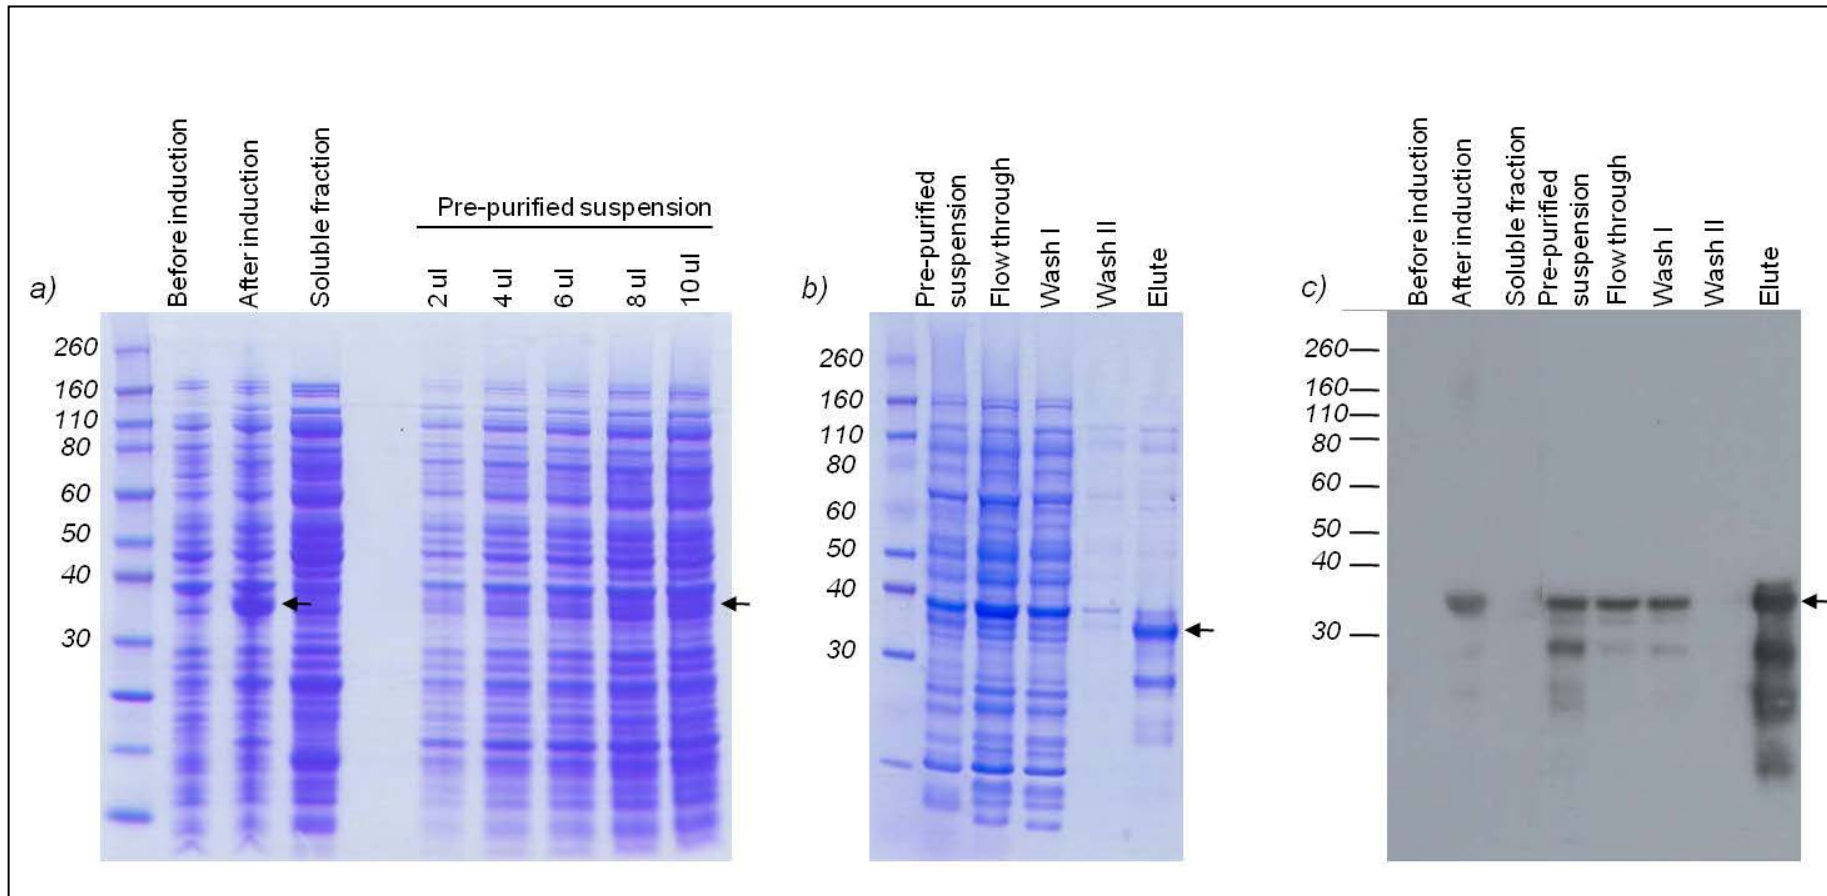 a)
Before induction
After induction
Soluble fraction
Pre-purified suspension
2 ul
4 ul
6 ul
8 ul
10 ul
260
160
110
80
60
50
40
30
b)
Pre-purified
suspension
Flow through
Wash I
Wash II
Elute
260
160
110
80
60
50
40
30
c)
Before induction
After induction
Soluble fraction
Pre-purified
suspension
Flow through
Wash I
Wash II
Elute
260
160
110
80
60
50
40
30